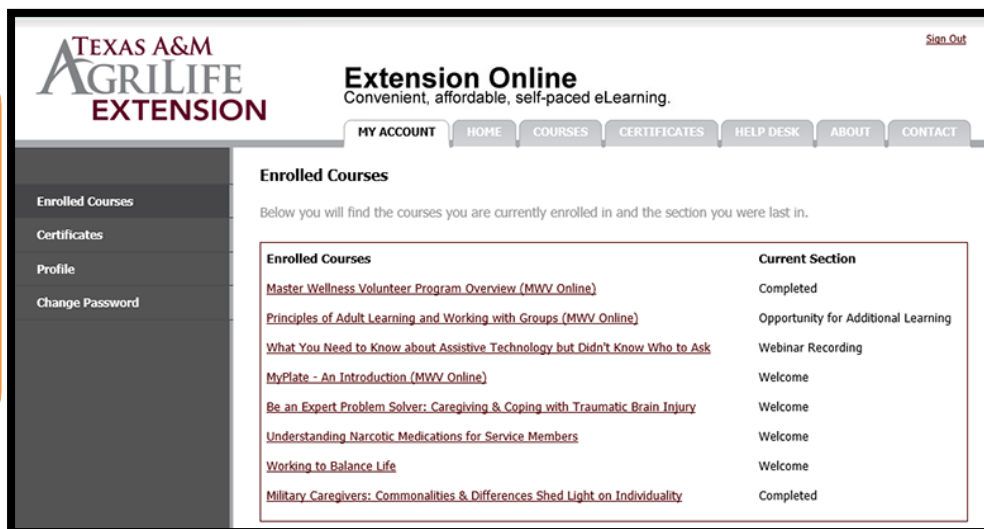 TEXAS A&M
AGRILIFE
EXTENSION
Sign Out
Extension Online
Convenient, affordable, self-paced eLearning.
MY ACCOUNT HOME COURSES CERTIFICATES HELP DESK ABOUT CONTACT
Enrolled Courses
Certificates
Profile
Change Password
Enrolled Courses
Below you will find the courses you are currently enrolled in and the section you were last in.
Enrolled Courses Current Section
Master Wellness Volunteer Program Overview (MWV Online) Completed
Principles of Adult Learning and Working with Groups (MWV Online) Opportunity for Additional Learning
What You Need to Know about Assistive Technology but Didn't Know Who to Ask Webinar Recording
MyPlate - An Introduction (MWV Online) Welcome
Be an Expert Problem Solver: Caregiving & Coping with Traumatic Brain Injury Welcome
Understanding Narcotic Medications for Service Members Welcome
Working to Balance Life Welcome
Military Caregivers: Commonalities & Differences Shed Light on Individuality Completed